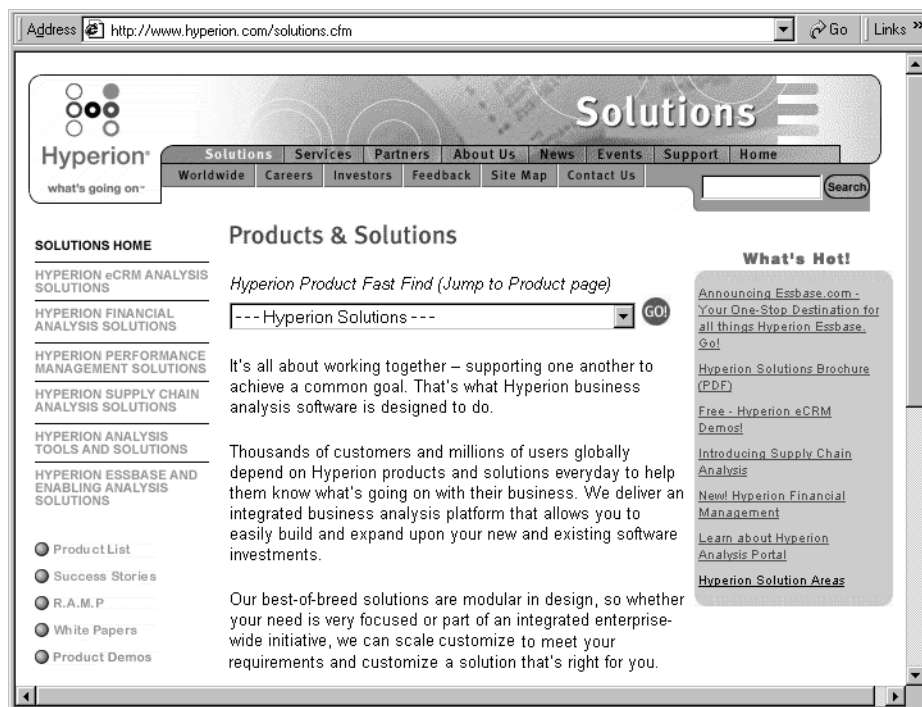 Address http://www.hyperion.com/solutions.cfm Go Links »
Solutions
Hyperion®
what's going on™
Solutions Services Partners About Us News Events Support Home
Worldwide Careers Investors Feedback Site Map Contact Us
Search
SOLUTIONS HOME
HYPERION eCRM ANALYSIS
SOLUTIONS
HYPERION FINANCIAL
ANALYSIS SOLUTIONS
HYPERION PERFORMANCE
MANAGEMENT SOLUTIONS
HYPERION SUPPLY CHAIN
ANALYSIS SOLUTIONS
HYPERION ANALYSIS
TOOLS AND SOLUTIONS
HYPERION ESSBASE AND
ENABLING ANALYSIS
SOLUTIONS
Product List
Success Stories
R.A.M.P
White Papers
Product Demos
Products & Solutions
Hyperion Product Fast Find (Jump to Product page)
--- Hyperion Solutions --- GO!
It's all about working together – supporting one another to
achieve a common goal. That's what Hyperion business
analysis software is designed to do.
Thousands of customers and millions of users globally
depend on Hyperion products and solutions everyday to help
them know what's going on with their business. We deliver an
integrated business analysis platform that allows you to
easily build and expand upon your new and existing software
investments.
Our best-of-breed solutions are modular in design, so whether
your need is very focused or part of an integrated enterprise-
wide initiative, we can scale customize to meet your
requirements and customize a solution that's right for you.
What's Hot!
Announcing Essbase.com -
Your One-Stop Destination for
all things Hyperion Essbase.
Go!
Hyperion Solutions Brochure
(PDF)
Free - Hyperion eCRM
Demos!
Introducing Supply Chain
Analysis
New! Hyperion Financial
Management
Learn about Hyperion
Analysis Portal
Hyperion Solution Areas